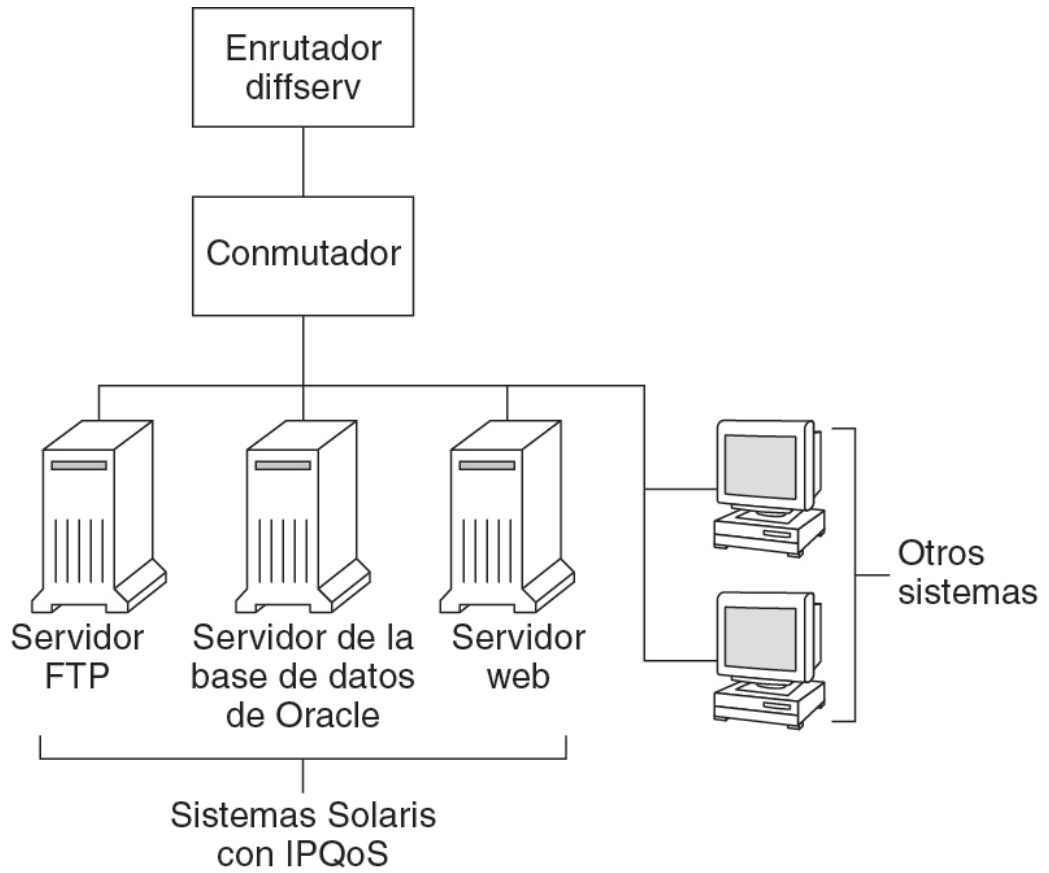 Enrutador
diffserv
Conmutador
Otros
sistemas
Servidor
FTP
Servidor de la
base de datos
de Oracle
Servidor
web
Sistemas Solaris
con IPQoS